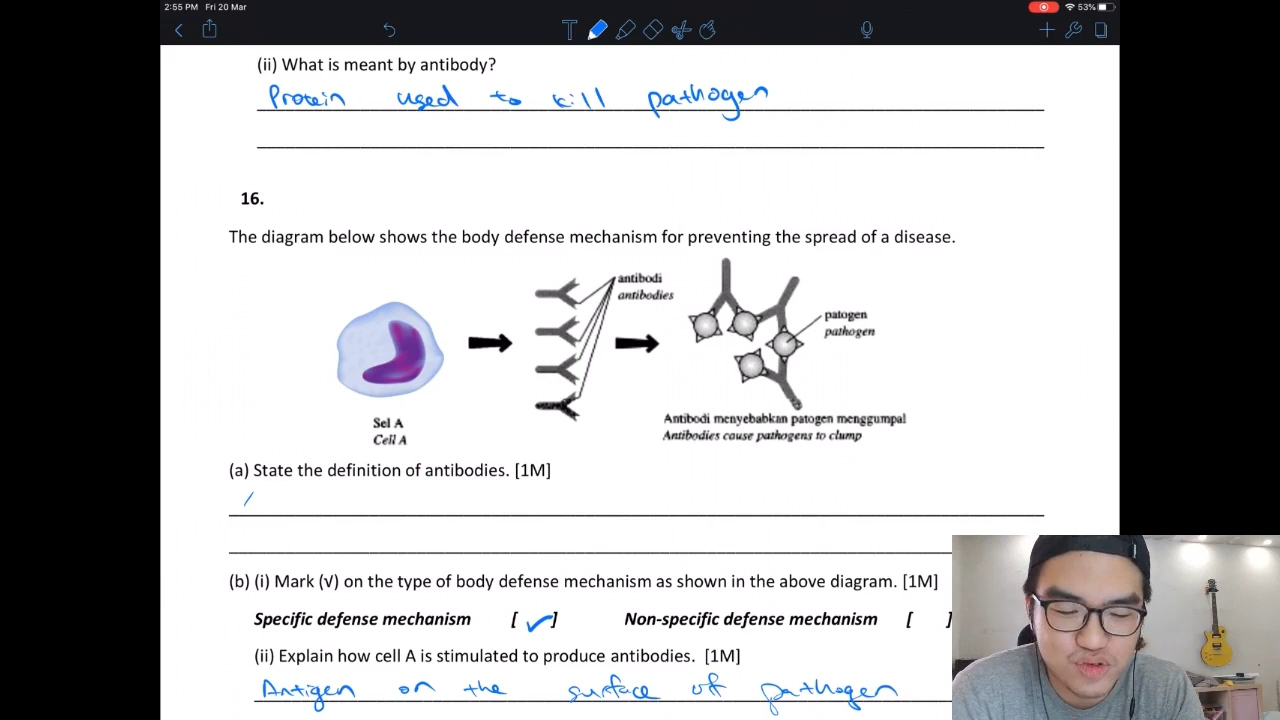 2:55 PM Fri 20 Mar
53%
(ii) What is meant by antibody?
Protein used to kill pathogen
16.
The diagram below shows the body defense mechanism for preventing the spread of a disease.
antibodi
antibodies
patogen
pathogen
Sel A
Cell A
Antibodi menyebabkan patogen menggumpal
Antibodies cause pathogens to clump
(a) State the definition of antibodies. [1M]
(b) (i) Mark (√) on the type of body defense mechanism as shown in the above diagram. [1M]
Specific defense mechanism [ ✓ ] Non-specific defense mechanism [ ]
(ii) Explain how cell A is stimulated to produce antibodies. [1M]
Antigen on the surface of pathogen